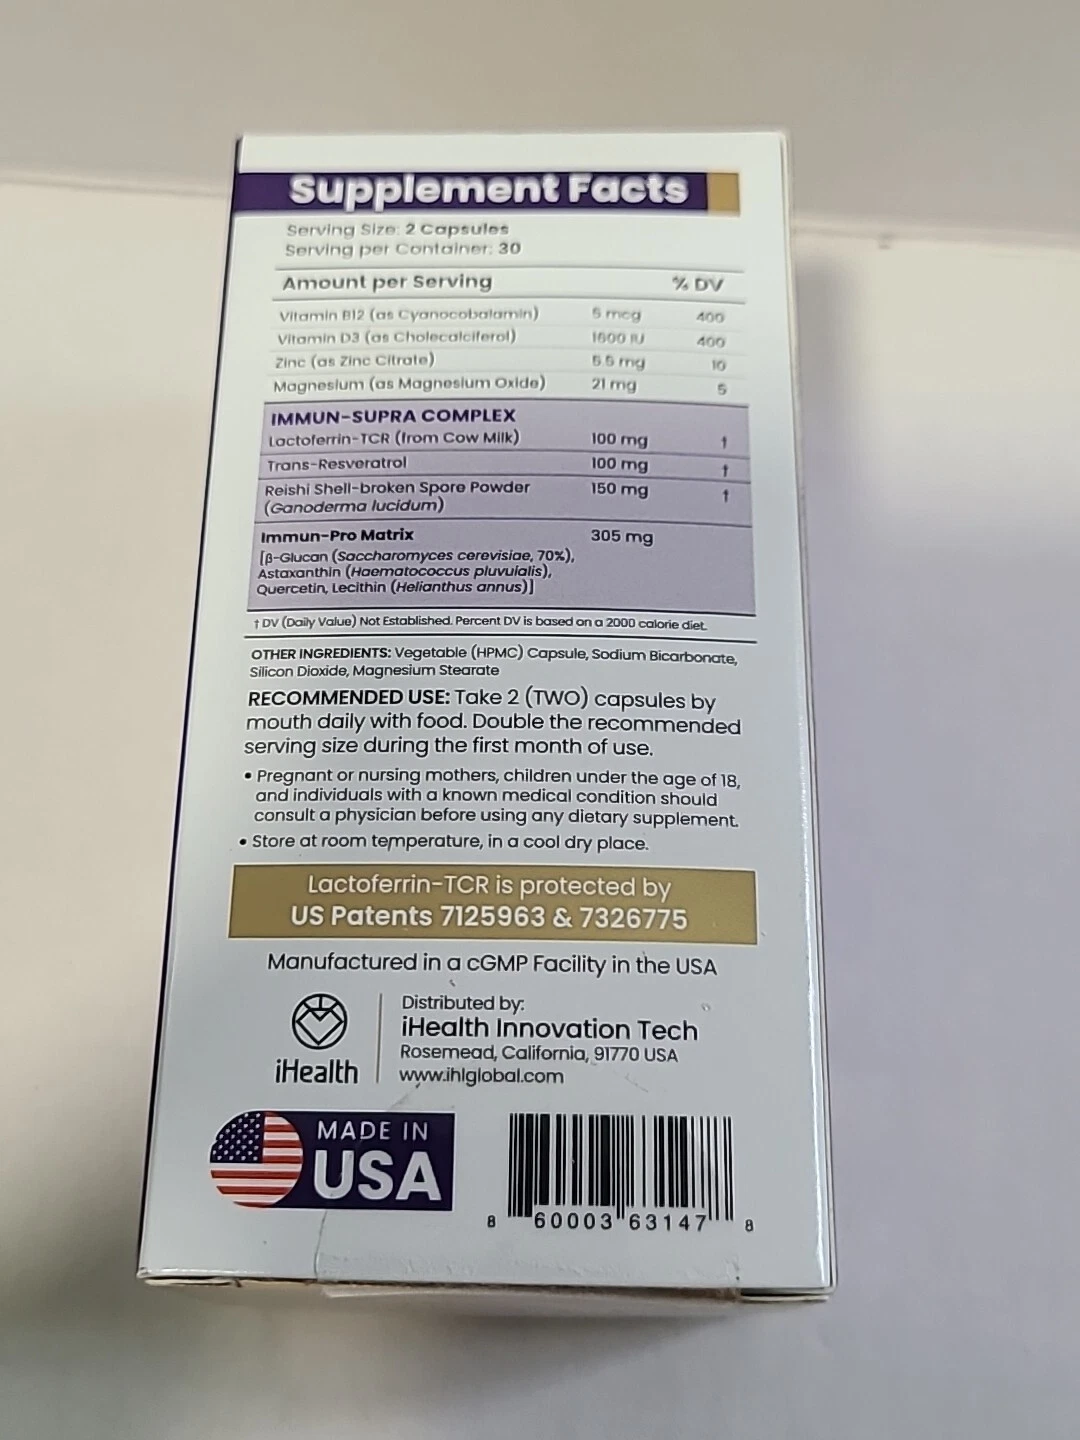 Supplement Facts
Serving Size: 2 Capsules
Serving per Container: 30
Amount per Serving % DV
Vitamin B12 (as Cyanocobalamin) 5 mcg 400
Vitamin D3 (as Cholecalciferol) 1600 IU 400
Zinc (as Zinc Citrate) 5.5 mg 10
Magnesium (as Magnesium Oxide) 21 mg 5
IMMUN-SUPRA COMPLEX
Lactoferrin-TCR (from Cow Milk) 100 mg †
Trans-Resveratrol 100 mg †
Reishi Shell-broken Spore Powder 150 mg †
(Ganoderma lucidum)
Immun-Pro Matrix 305 mg
[β-Glucan (Saccharomyces cerevisiae, 70%),
Astaxanthin (Haematococcus pluvuialis),
Quercetin, Lecithin (Helianthus annus)]
† DV (Daily Value) Not Established. Percent DV is based on a 2000 calorie diet.
OTHER INGREDIENTS: Vegetable (HPMC) Capsule, Sodium Bicarbonate,
Silicon Dioxide, Magnesium Stearate
RECOMMENDED USE: Take 2 (TWO) capsules by
mouth daily with food. Double the recommended
serving size during the first month of use.
• Pregnant or nursing mothers, children under the age of 18,
and individuals with a known medical condition should
consult a physician before using any dietary supplement.
• Store at room temperature, in a cool dry place.
Lactoferrin-TCR is protected by
US Patents 7125963 & 7326775
Manufactured in a cGMP Facility in the USA
iHealth
Distributed by:
iHealth Innovation Tech
Rosemead, California, 91770 USA
www.ihlglobal.com
MADE IN
USA
8 60003 63147 8